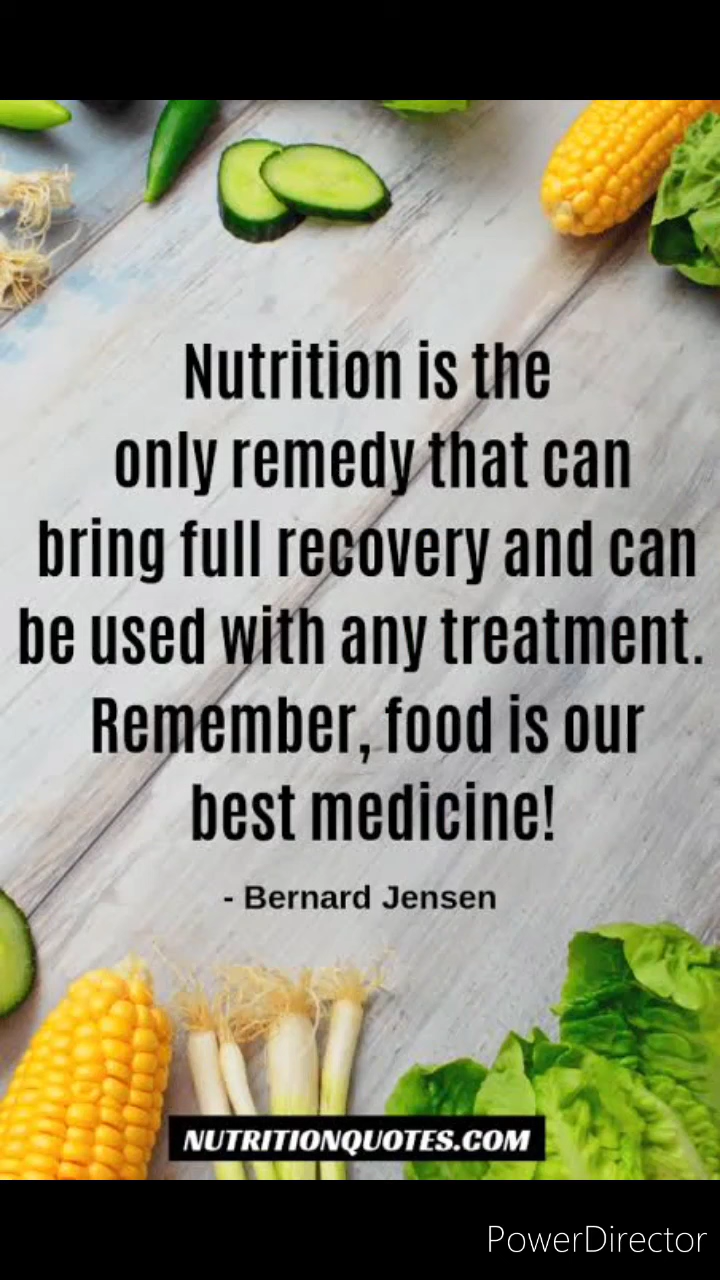 Nutrition is the
only remedy that can
bring full recovery and can
be used with any treatment.
Remember, food is our
best medicine!
- Bernard Jensen
NUTRITIONQUOTES.COM
PowerDirector